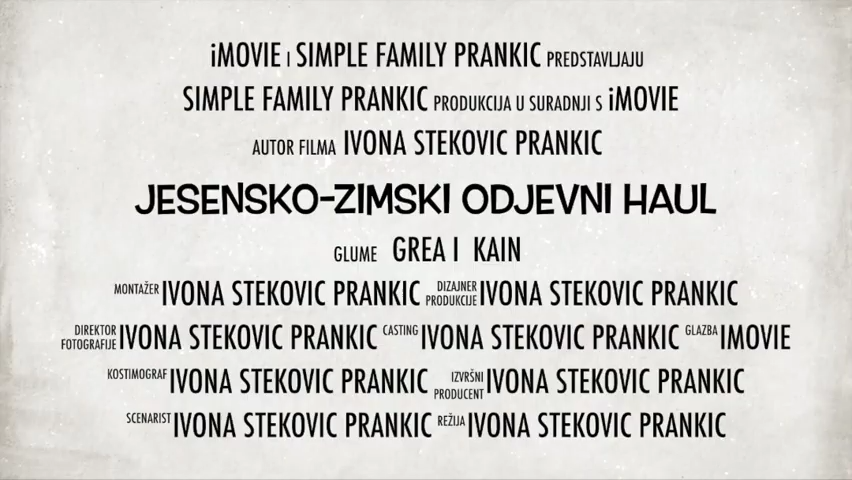 iMOVIE I SIMPLE FAMILY PRANKIC PREDSTAVLJAJU
SIMPLE FAMILY PRANKIC PRODUKCIJA U SURADNJI S iMOVIE
AUTOR FILMA IVONA STEKOVIC PRANKIC
JESENSKO-ZIMSKI ODJEVNI HAUL
GLUME GREA I KAIN
MONTAŽER IVONA STEKOVIC PRANKIC DIZAJNER PRODUKCIJE IVONA STEKOVIC PRANKIC
DIREKTOR FOTOGRAFIJE IVONA STEKOVIC PRANKIC CASTING IVONA STEKOVIC PRANKIC GLAZBA IMOVIE
KOSTIMOGRAF IVONA STEKOVIC PRANKIC IZVRŠNI PRODUCENT IVONA STEKOVIC PRANKIC
SCENARIST IVONA STEKOVIC PRANKIC REŽIJA IVONA STEKOVIC PRANKIC